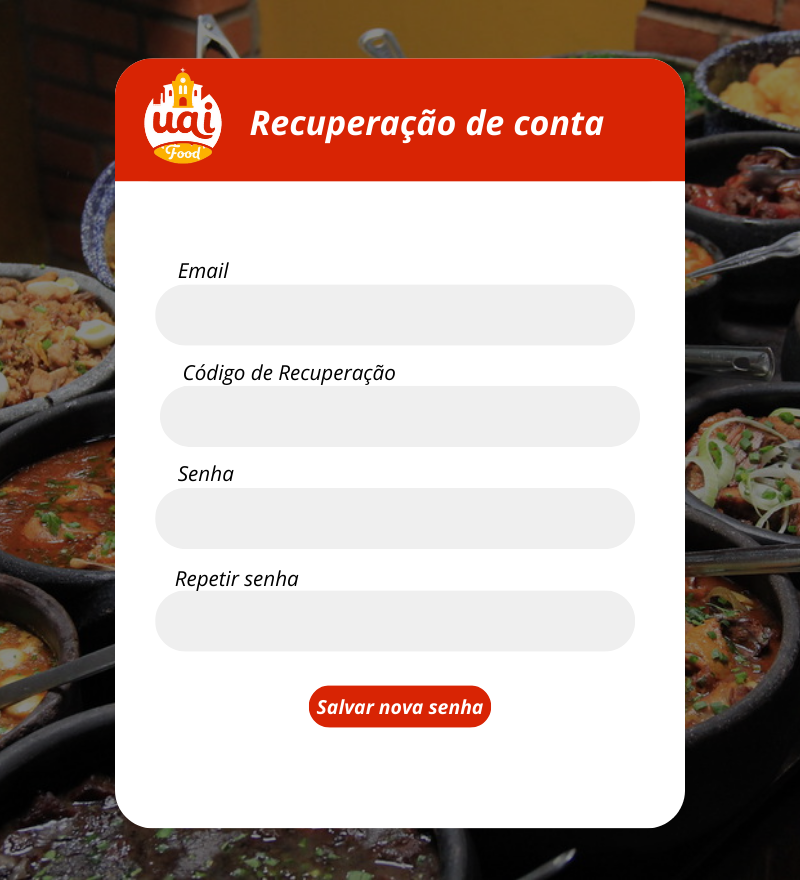 uai
Food
Recuperação de conta
Email
Código de Recuperação
Senha
Repetir senha
Salvar nova senha